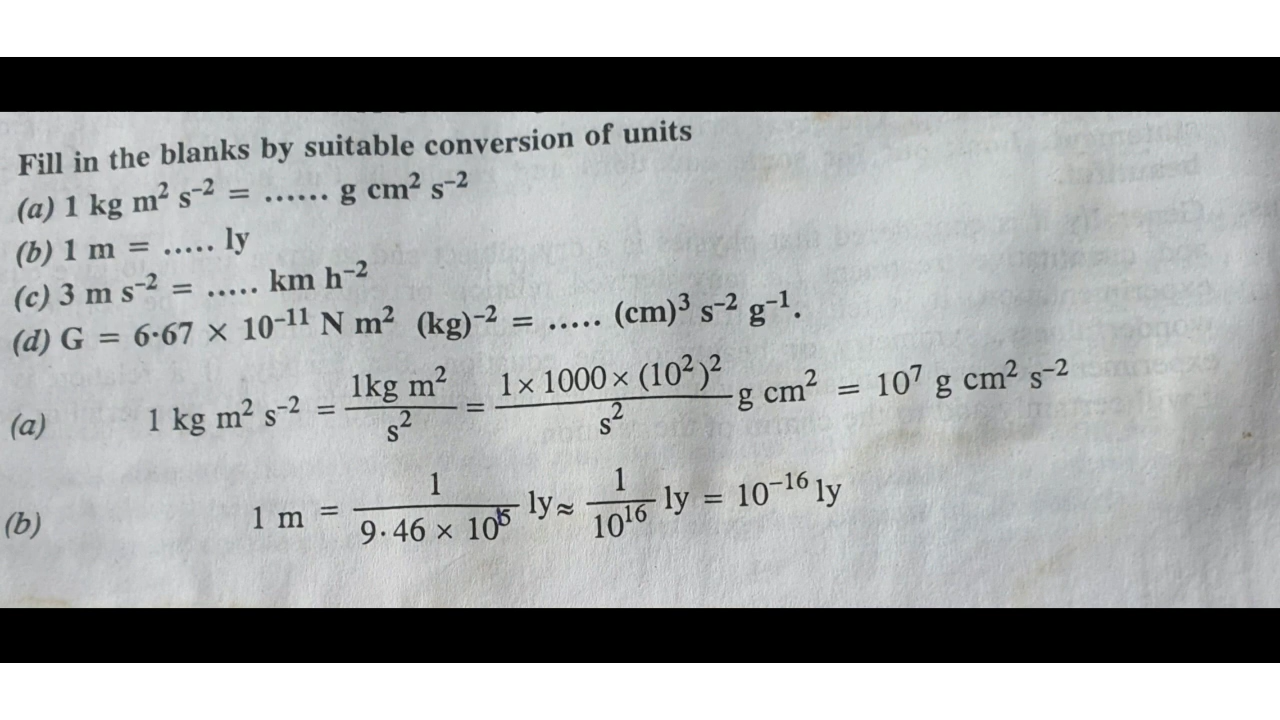 Fill in the blanks by suitable conversion of units
(a) 1 kg m² s⁻² = ...... g cm² s⁻²
(b) 1 m = ..... ly
(c) 3 m s⁻² = ..... km h⁻²
(d) G = 6·67 × 10⁻¹¹ N m² (kg)⁻² = ..... (cm)³ s⁻² g⁻¹.
(a) 1 kg m² s⁻² = 1kg m²/s² = 1× 1000 × (10²)²/s² g cm² = 10⁷ g cm² s⁻²
(b) 1 m = 1/9·46 × 10¹⁵ ly ≈ 1/10¹⁶ ly = 10⁻¹⁶ ly